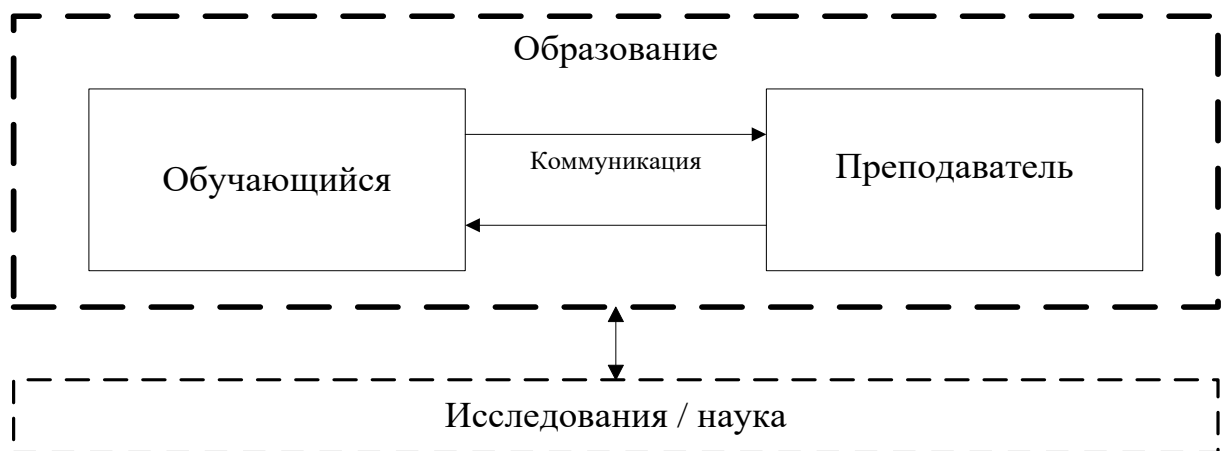 Образование
Обучающийся
Коммуникация
Преподаватель
Исследования / наука